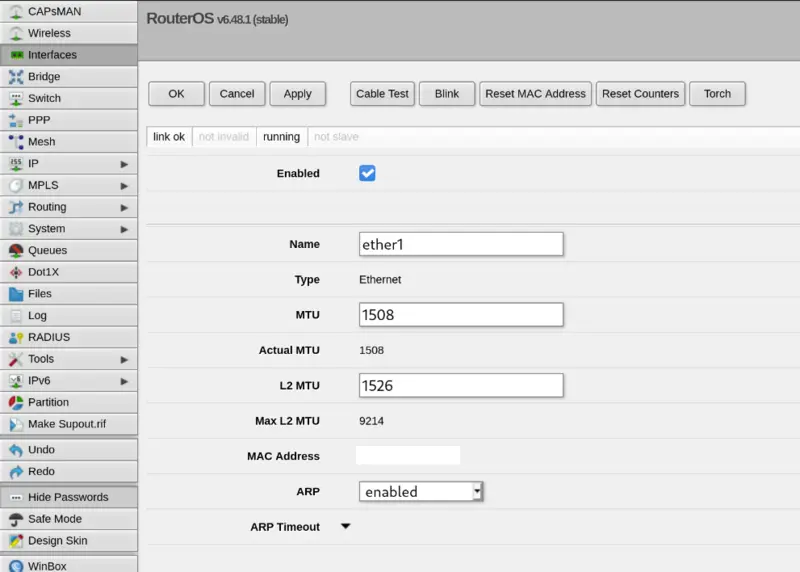 CAPsMAN
Wireless
Interfaces
Bridge
Switch
PPP
Mesh
IP
MPLS
Routing
System
Queues
Dot1X
Files
Log
RADIUS
Tools
IPv6
Partition
Make Supout.rif
Undo
Redo
Hide Passwords
Safe Mode
Design Skin
WinBox
RouterOS v6.48.1 (stable)
OK Cancel Apply Cable Test Blink Reset MAC Address Reset Counters Torch
link ok not invalid running not slave
Enabled
Name ether1
Type Ethernet
MTU 1508
Actual MTU 1508
L2 MTU 1526
Max L2 MTU 9214
MAC Address
ARP enabled
ARP Timeout